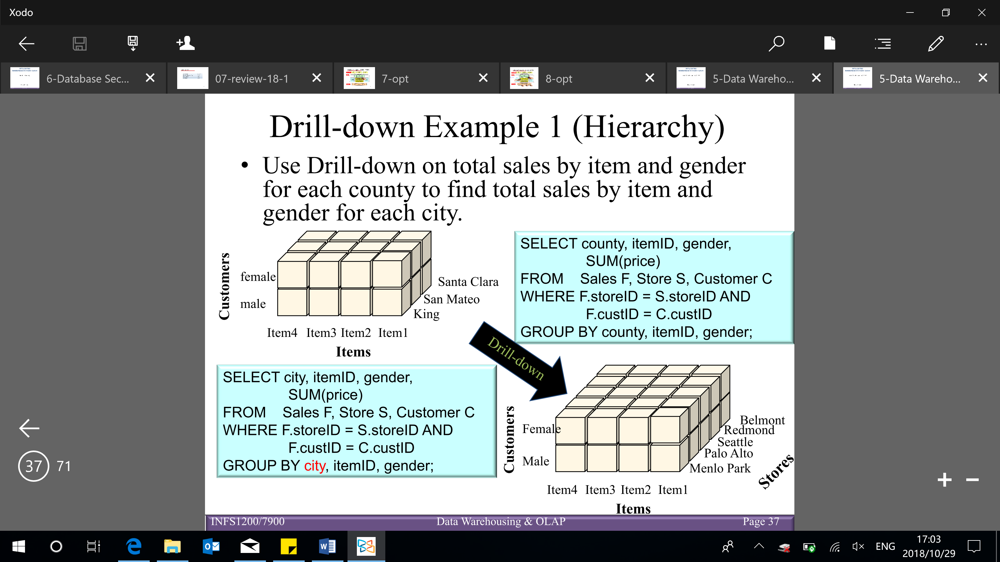 Xodo
6-Database Sec...
07-review-18-1
7-opt
8-opt
5-Data Wareho...
5-Data Wareho...
Drill-down Example 1 (Hierarchy)
• Use Drill-down on total sales by item and gender
for each county to find total sales by item and
gender for each city.
Customers
female
male
Santa Clara
San Mateo
King
Item4 Item3 Item2 Item1
Items
SELECT county, itemID, gender,
SUM(price)
FROM Sales F, Store S, Customer C
WHERE F.storeID = S.storeID AND
F.custID = C.custID
GROUP BY county, itemID, gender;
Drill-down
SELECT city, itemID, gender,
SUM(price)
FROM Sales F, Store S, Customer C
WHERE F.storeID = S.storeID AND
F.custID = C.custID
GROUP BY city, itemID, gender;
Customers
Female
Male
Belmont
Redmond
Seattle
Palo Alto
Menlo Park
Stores
Item4 Item3 Item2 Item1
Items
INFS1200/7900
Data Warehousing & OLAP
Page 37
37 71
ENG
17:03
2018/10/29